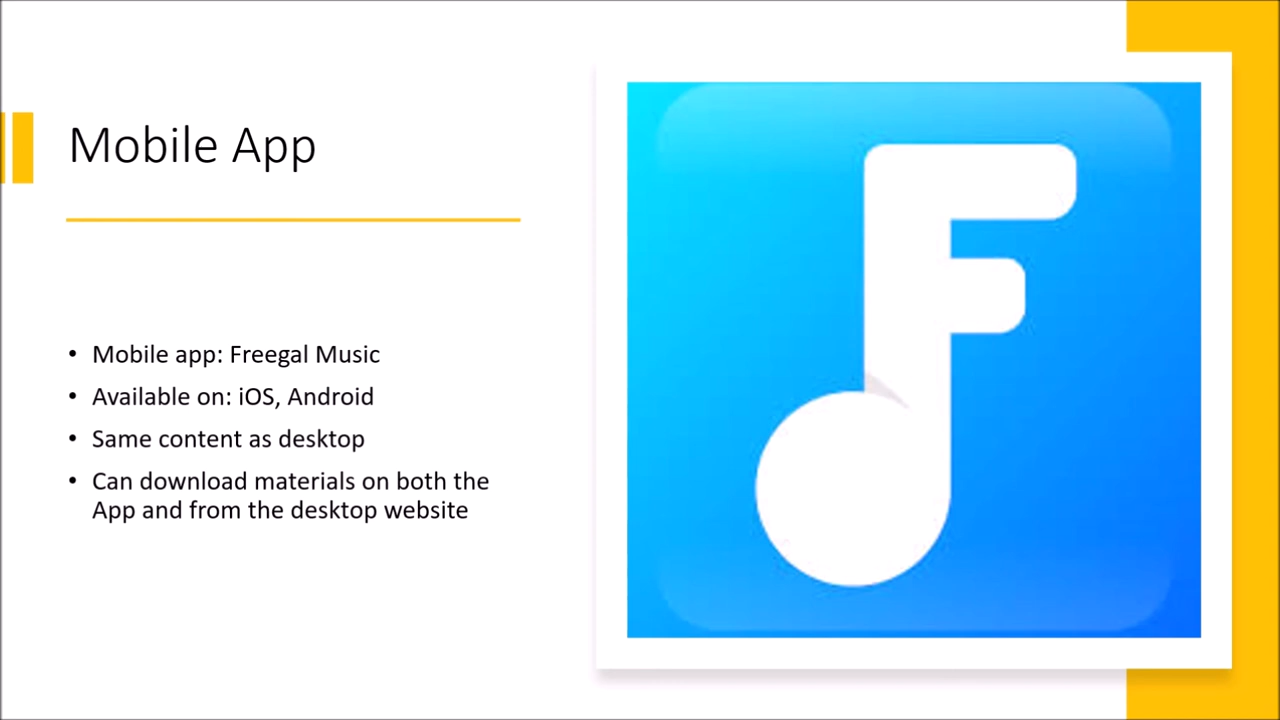 Mobile App
• Mobile app: Freegal Music
• Available on: iOS, Android
• Same content as desktop
• Can download materials on both the
App and from the desktop website